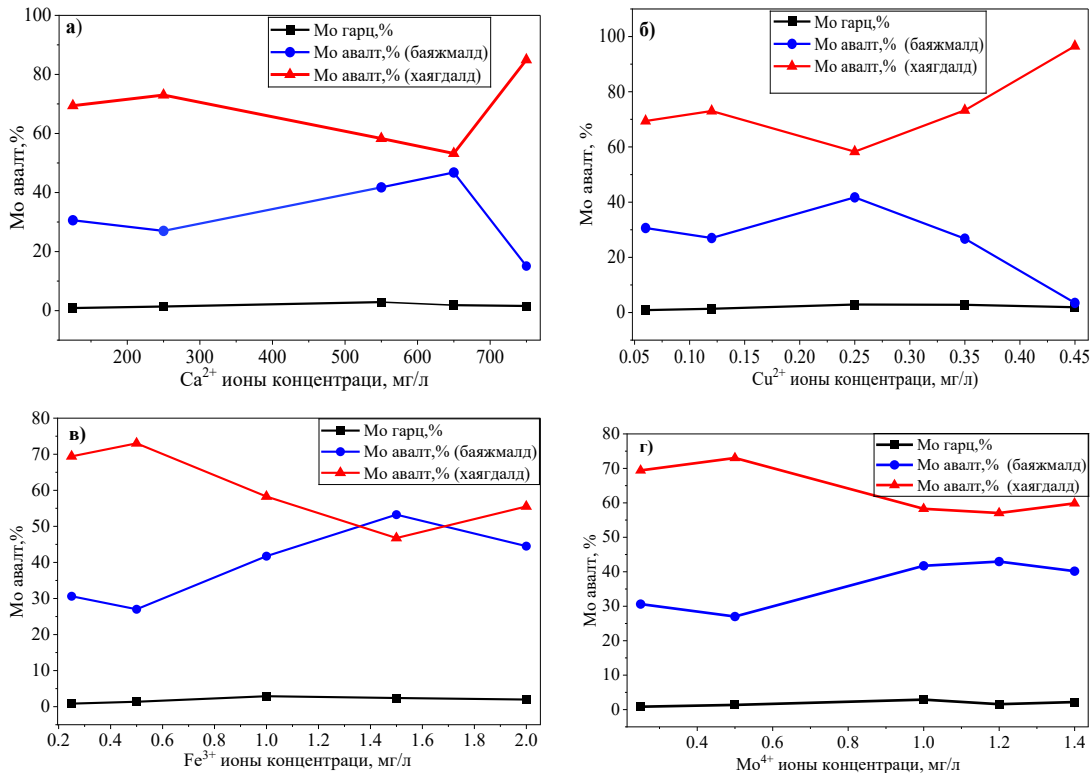 а)
Мо гарц,%
Мо авалт,% (баяжмалд)
Мо авалт,% (хаягдалд)
Мо авалт,%
100
80
60
40
20
0
200 300 400 500 600 700
Ca²⁺ ионы концентраци, мг/л
б)
Мо гарц,%
Мо авалт,% (баяжмалд)
Мо авалт,% (хаягдалд)
Мо авалт, %
100
80
60
40
20
0
0.05 0.10 0.15 0.20 0.25 0.30 0.35 0.40 0.45
Cu²⁺ ионы концентраци, мг/л)
в)
Мо гарц,%
Мо авалт,% (баяжмалд)
Мо авалт,% (хаягдалд)
Мо авалт,%
80
70
60
50
40
30
20
10
0
0.2 0.4 0.6 0.8 1.0 1.2 1.4 1.6 1.8 2.0
Fe³⁺ ионы концентраци, мг/л
г)
Мо гарц,%
Мо авалт,% (баяжмалд)
Мо авалт,% (хаягдалд)
Мо авалт, %
80
70
60
50
40
30
20
10
0
0.4 0.6 0.8 1.0 1.2 1.4
Mo⁴⁺ ионы концентраци, мг/л